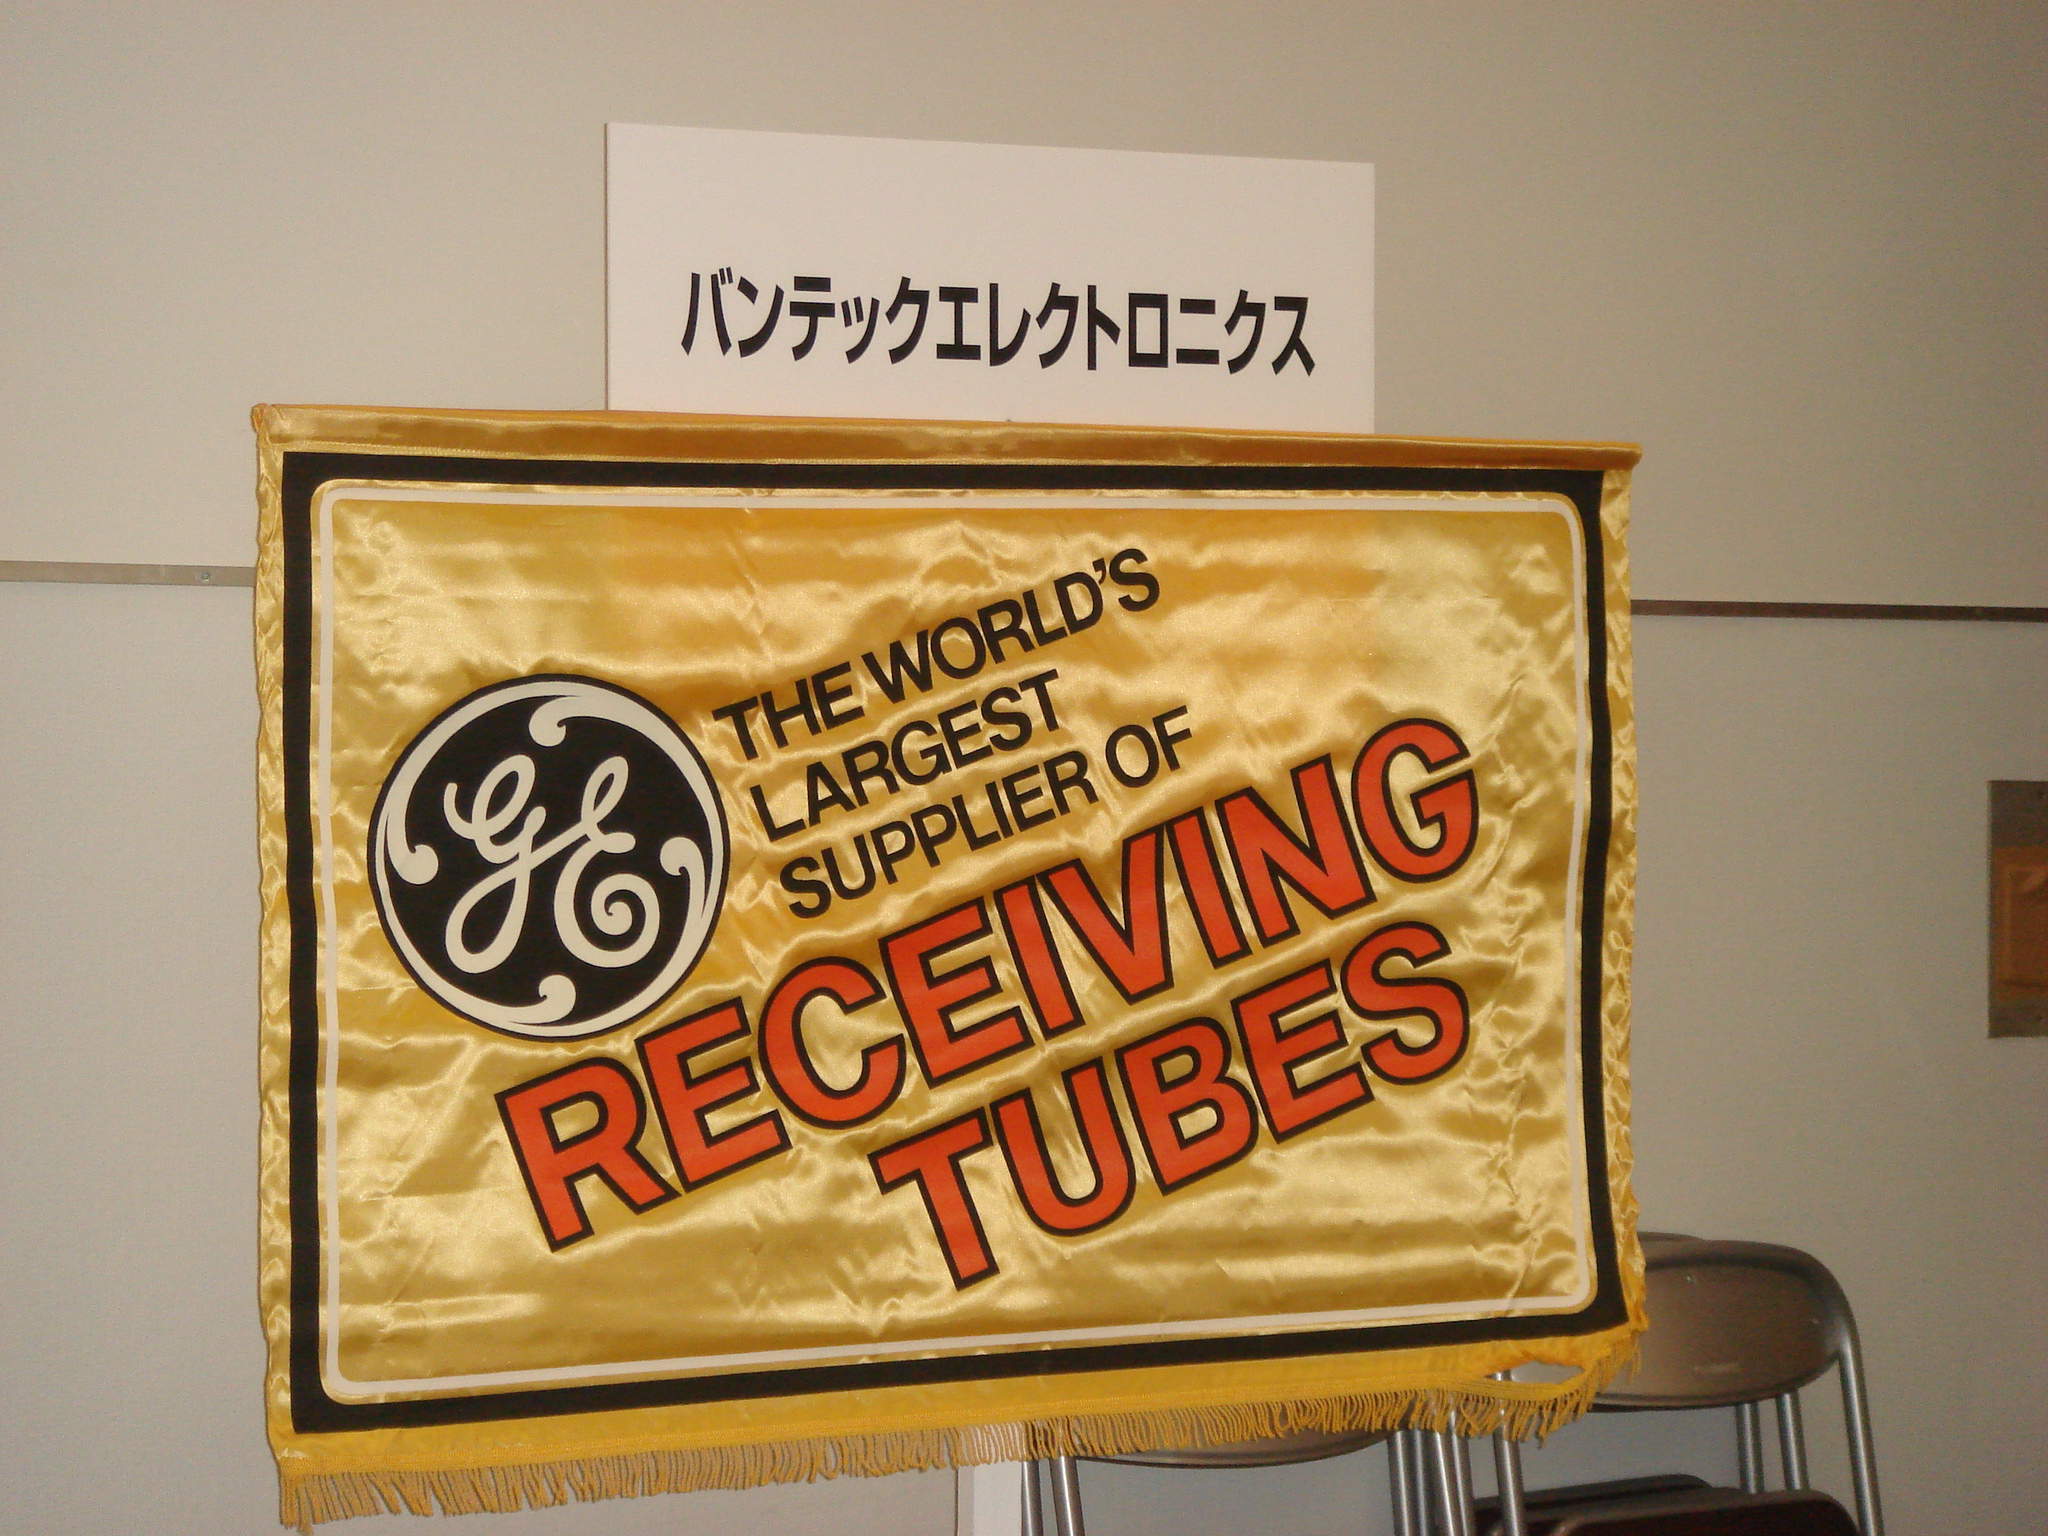 バンテックエレクトロニクス
GE
THE WORLD'S
LARGEST
SUPPLIER OF
RECEIVING
TUBES